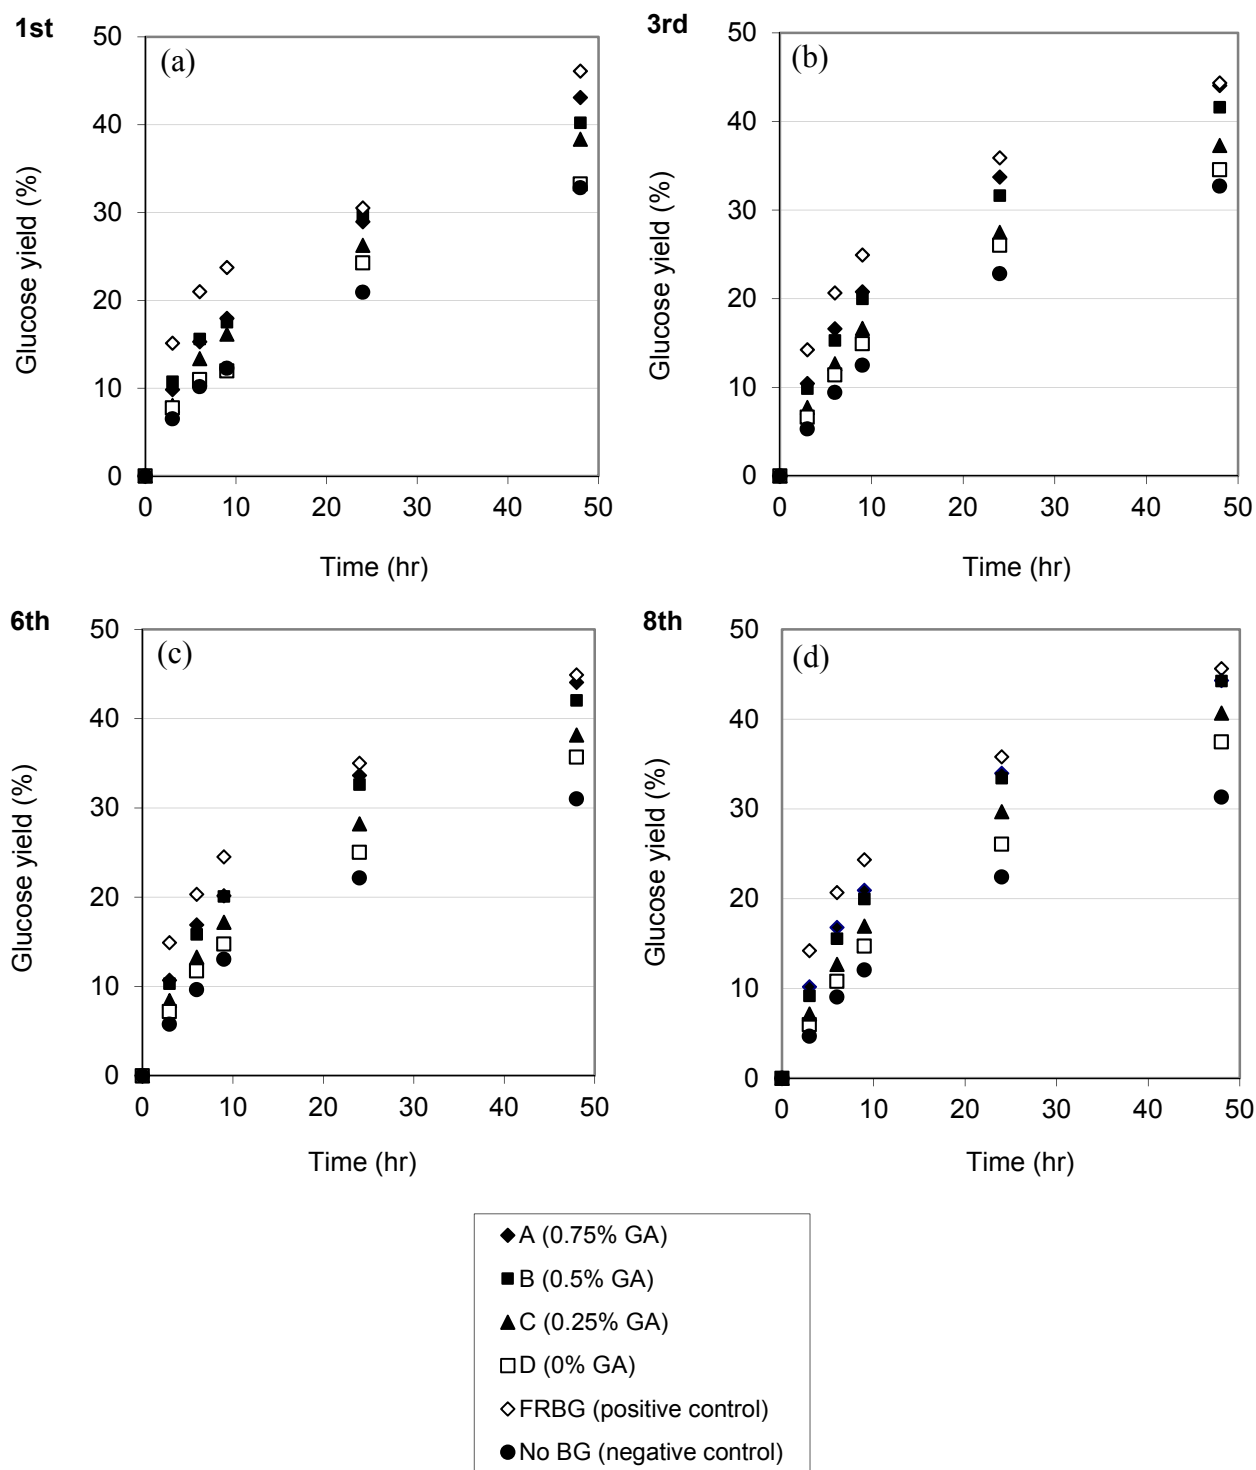 1st
(a)
50
40
30
20
10
0
Glucose yield (%)
0 10 20 30 40 50
Time (hr)
3rd
(b)
50
40
30
20
10
0
Glucose yield (%)
0 10 20 30 40 50
Time (hr)
6th
(c)
50
40
30
20
10
0
Glucose yield (%)
0 10 20 30 40 50
Time (hr)
8th
(d)
50
40
30
20
10
0
Glucose yield (%)
0 10 20 30 40 50
Time (hr)
A (0.75% GA)
B (0.5% GA)
C (0.25% GA)
D (0% GA)
FRBG (positive control)
No BG (negative control)